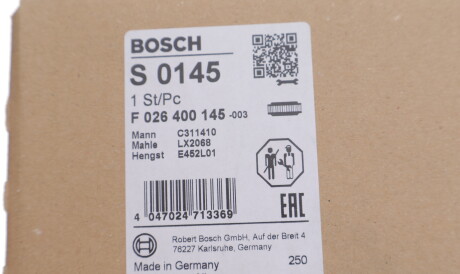 BOSCH
S 0145
1 St/Pc
F 026 400 145 -003
Mann C311410
Mahle LX2068
Hengst E452L01
4 047024 713369
EAC
Robert Bosch GmbH, Auf der Breit 4
76227 Karlsruhe, Germany
Made in Germany 250